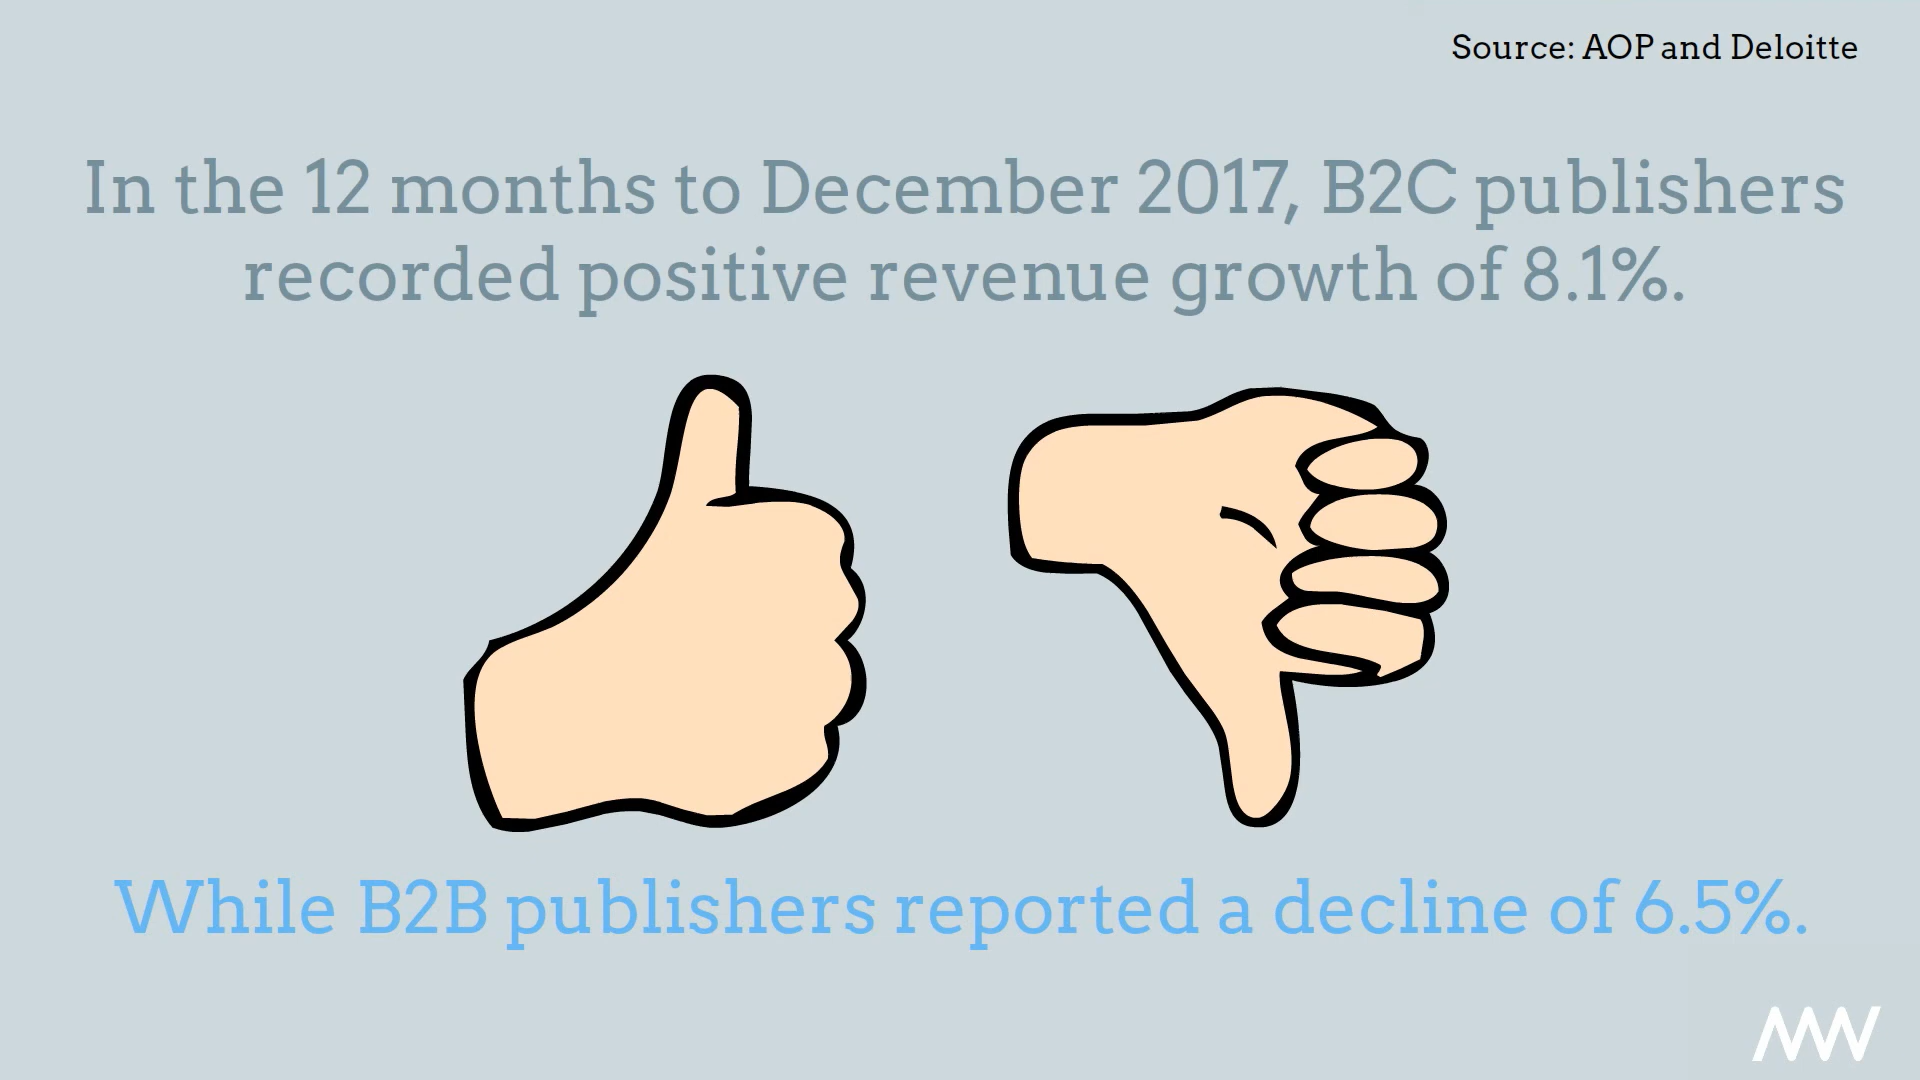 Source: AOP and Deloitte
In the 12 months to December 2017, B2C publishers
recorded positive revenue growth of 8.1%.
While B2B publishers reported a decline of 6.5%.
MW